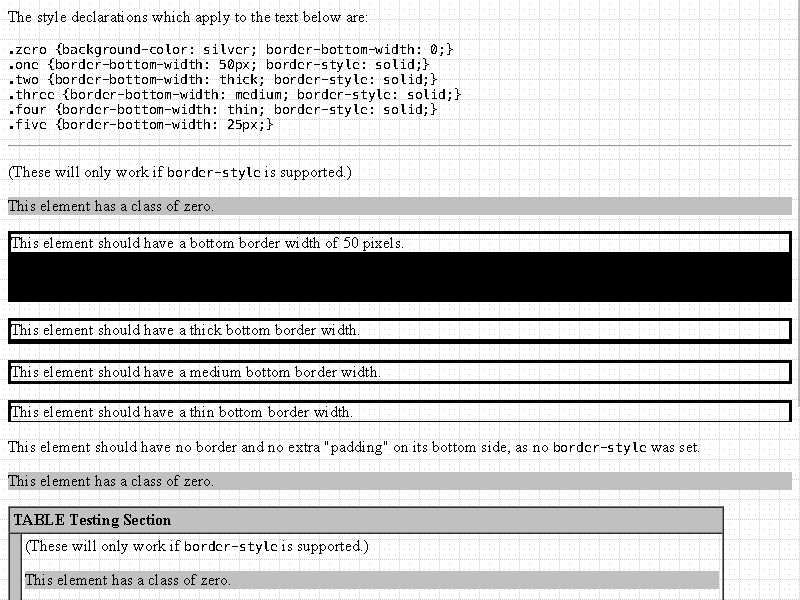 The style declarations which apply to the text below are:
.zero {background-color: silver; border-bottom-width: 0;}
.one {border-bottom-width: 50px; border-style: solid;}
.two {border-bottom-width: thick; border-style: solid;}
.three {border-bottom-width: medium; border-style: solid;}
.four {border-bottom-width: thin; border-style: solid;}
.five {border-bottom-width: 25px;}
(These will only work if border-style is supported.)
This element has a class of zero.
This element should have a bottom border width of 50 pixels.
This element should have a thick bottom border width.
This element should have a medium bottom border width.
This element should have a thin bottom border width.
This element should have no border and no extra "padding" on its bottom side, as no border-style was set.
This element has a class of zero.
TABLE Testing Section
(These will only work if border-style is supported.)
This element has a class of zero.